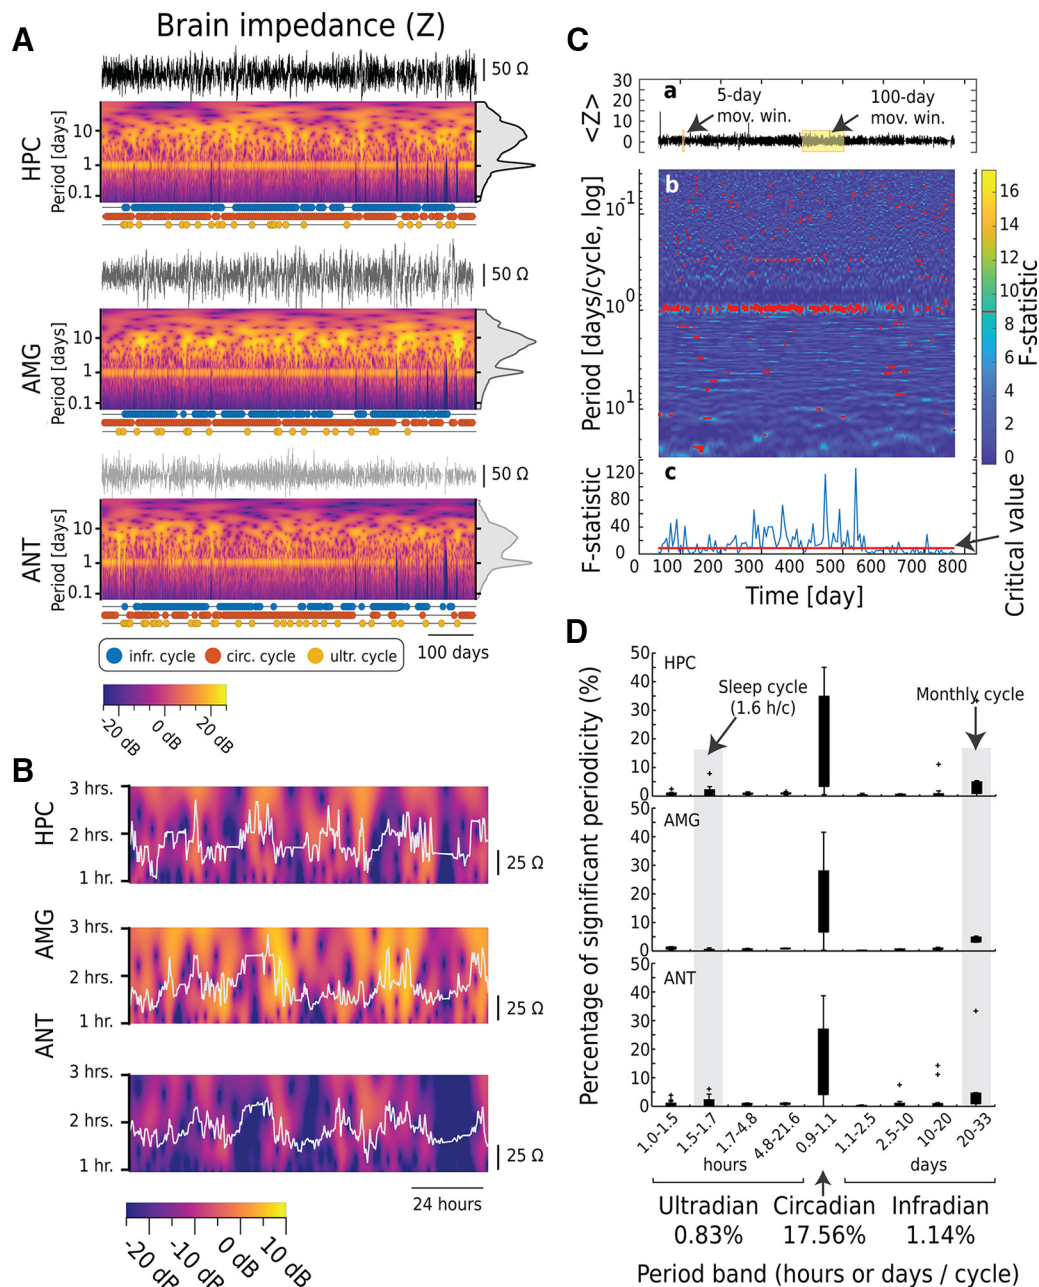 A
Brain impedance (Z)
50 Ω
HPC
Period [days]
10
1
0.1
50 Ω
AMG
Period [days]
10
1
0.1
50 Ω
ANT
Period [days]
10
1
0.1
100 days
infr. cycle
circ. cycle
ultr. cycle
-20 dB
0 dB
20 dB
B
HPC
3 hrs.
2 hrs.
1 hr.
25 Ω
AMG
3 hrs.
2 hrs.
1 hr.
25 Ω
ANT
3 hrs.
2 hrs.
1 hr.
25 Ω
24 hours
-20 dB
-10 dB
0 dB
10 dB
C
<Z>
30
20
10
0
a
5-day
mov. win.
100-day
mov. win.
b
Period [days/cycle, log]
10-1
100
100
101
16
14
12
10
8
6
4
2
0
F-statistic
c
F-statistic
120
80
40
0
0
100
200
300
400
500
600
700
800
Time [day]
Critical value
D
Percentage of significant periodicity (%)
50
40
30
20
10
0
HPC
Sleep cycle
(1.6 h/c)
Monthly cycle
50
40
30
20
10
0
AMG
50
40
30
20
10
0
ANT
1.0-1.5
1.5-1.7
1.7-4.8
4.8-21.6
0.9-1.1
1.1-2.5
2.5-10
10-20
20-33
hours
days
Ultradian
0.83%
Circadian
17.56%
Infradian
1.14%
Period band (hours or days / cycle)